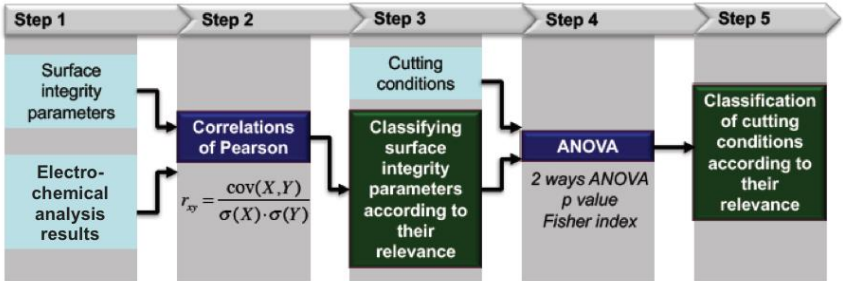 Step 1
Step 2
Step 3
Step 4
Step 5
Surface
integrity
parameters
Electro-
chemical
analysis
results
Correlations
of Pearson
r_xy = cov(X,Y) / σ(X)·σ(Y)
Cutting
conditions
Classifying
surface
integrity
parameters
according to
their
relevance
ANOVA
2 ways ANOVA
p value
Fisher index
Classification
of cutting
conditions
according to
their
relevance